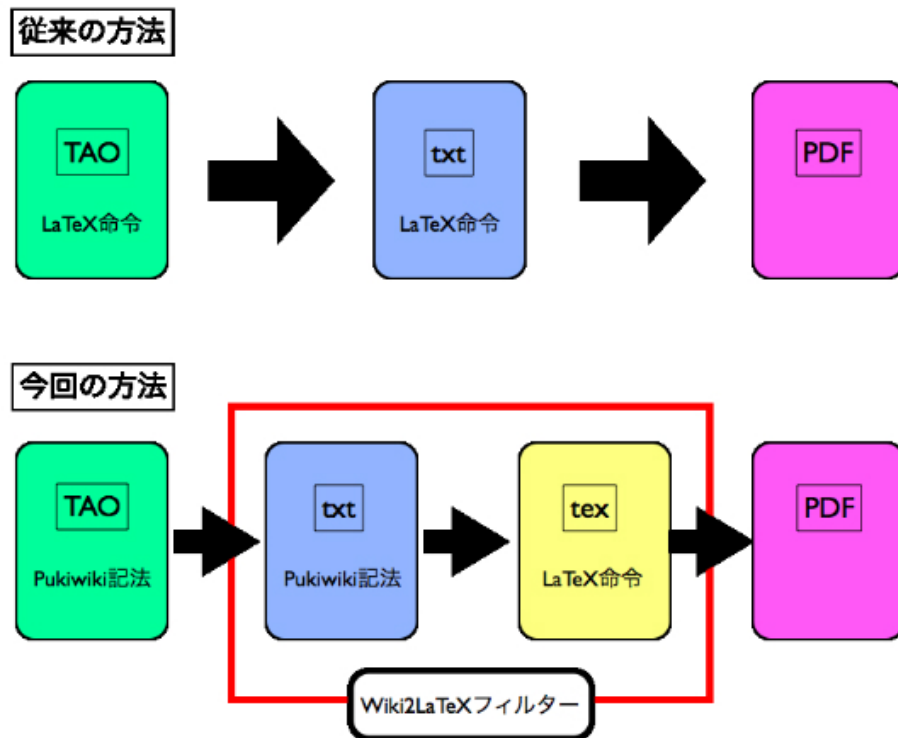 従来の方法
TAO
LaTeX命令
txt
LaTeX命令
PDF
今回の方法
TAO
Pukiwiki記法
txt
Pukiwiki記法
tex
LaTeX命令
PDF
Wiki2LaTeXフィルター